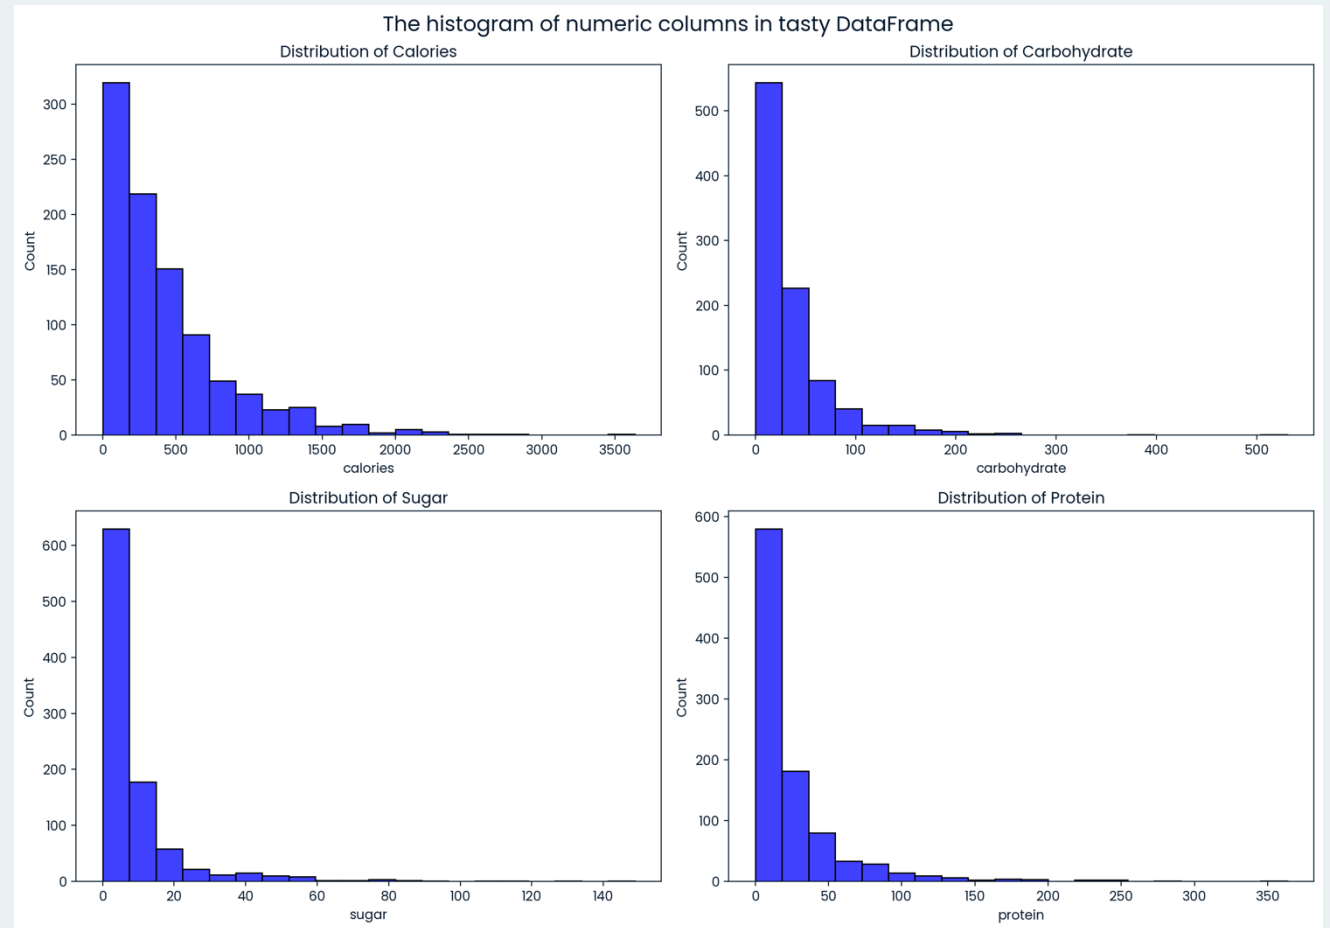 The histogram of numeric columns in tasty DataFrame
Distribution of Calories
300
250
200
150
100
50
0
Count
0 500 1000 1500 2000 2500 3000 3500
calories
Distribution of Carbohydrate
500
400
300
200
100
0
Count
0 100 200 300 400 500
carbohydrate
Distribution of Sugar
600
500
400
300
200
100
0
Count
0 20 40 60 80 100 120 140
sugar
Distribution of Protein
600
500
400
300
200
100
0
Count
0 50 100 150 200 250 300 350
protein